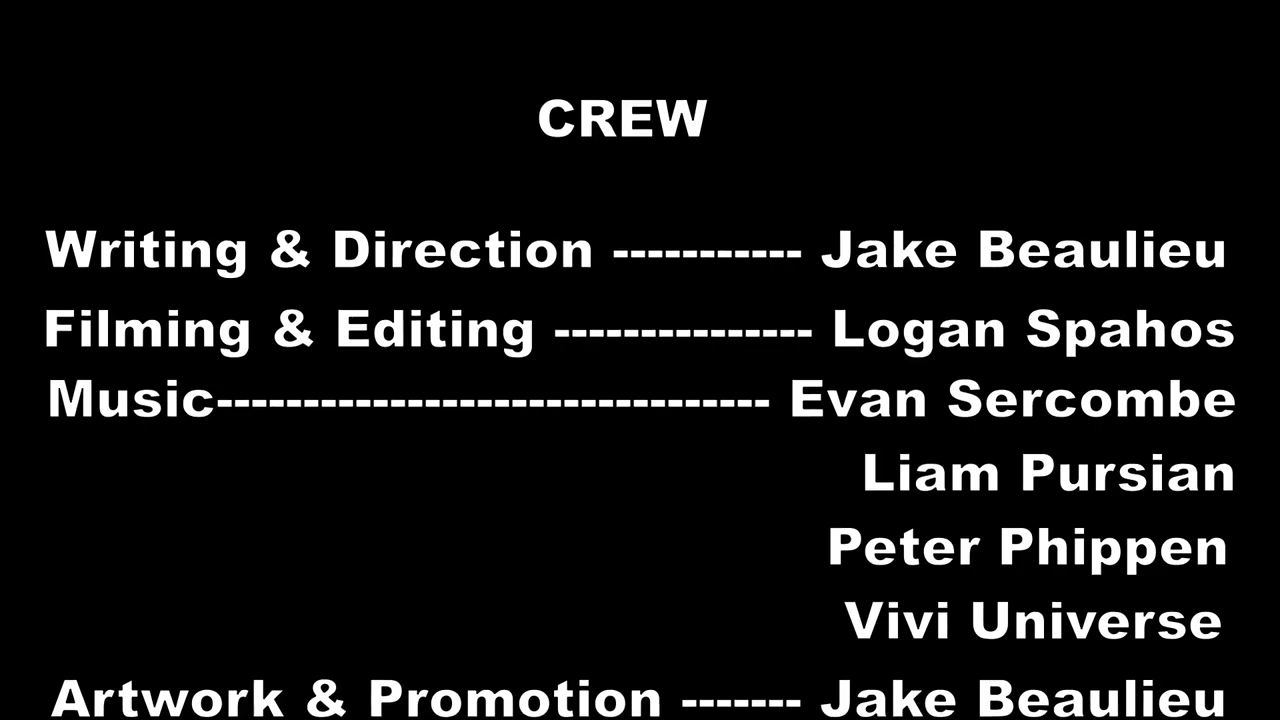 CREW
Writing & Direction ----------- Jake Beaulieu
Filming & Editing --------------- Logan Spahos
Music-------------------------------- Evan Sercombe
Liam Pursian
Peter Phippen
Vivi Universe
Artwork & Promotion ------- Jake Beaulieu